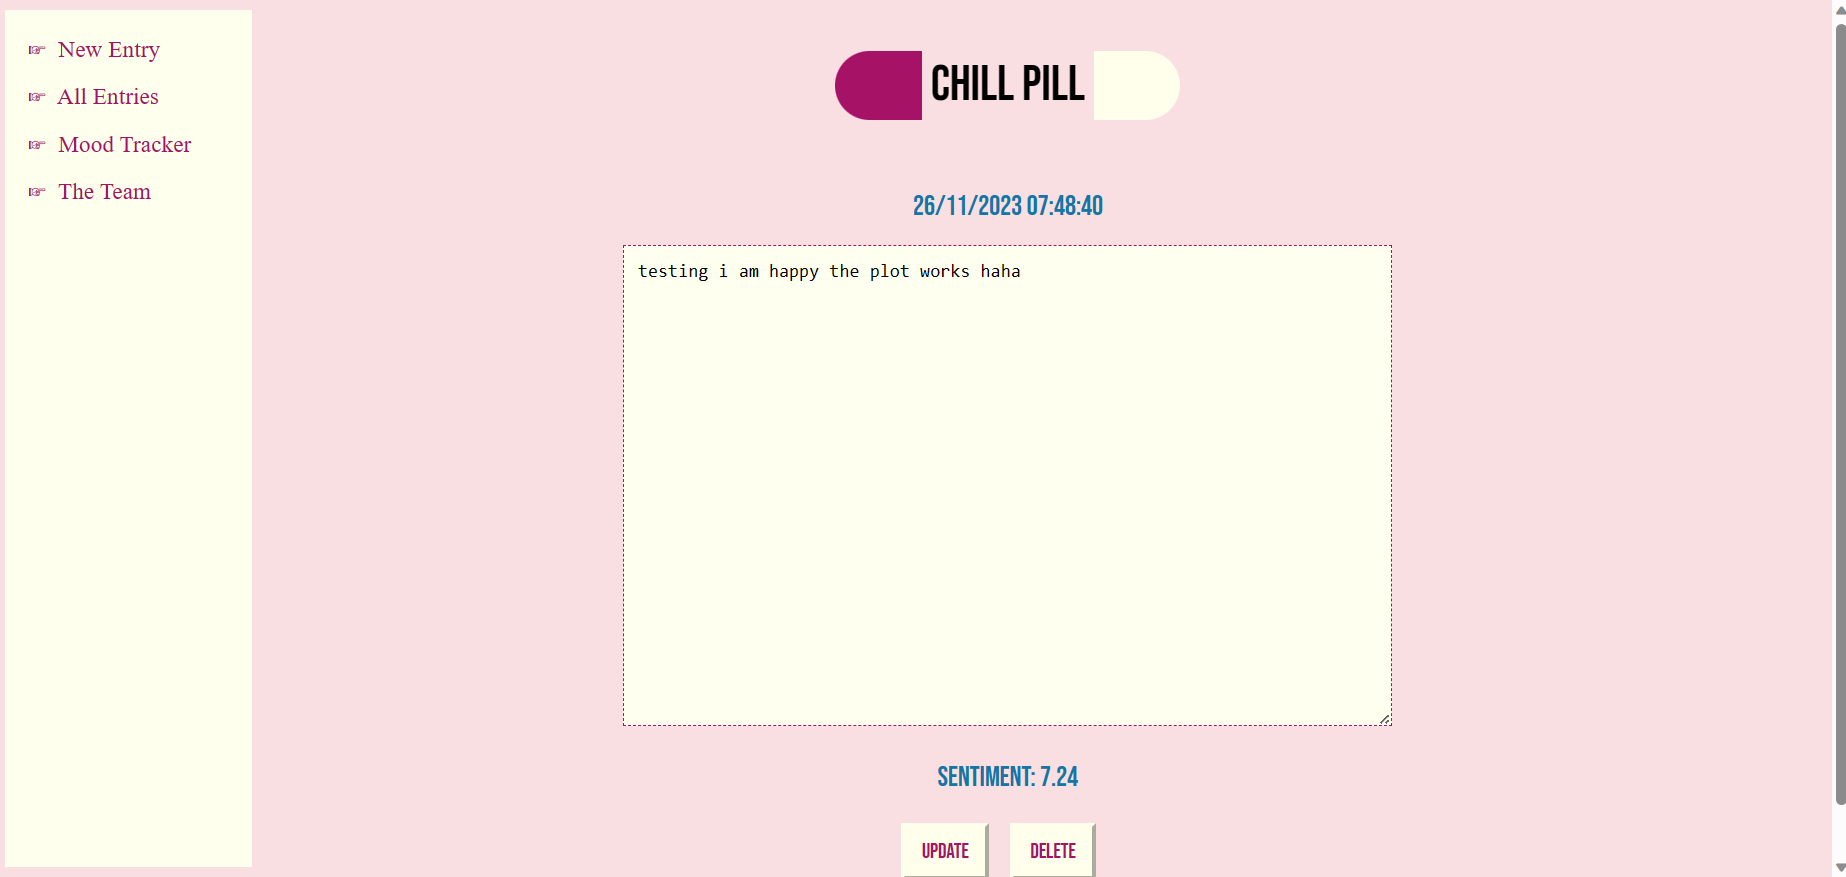 ☞ New Entry
☞ All Entries
☞ Mood Tracker
☞ The Team
CHILL PILL
26/11/2023 07:48:40
testing i am happy the plot works haha
SENTIMENT: 7.24
UPDATE
DELETE